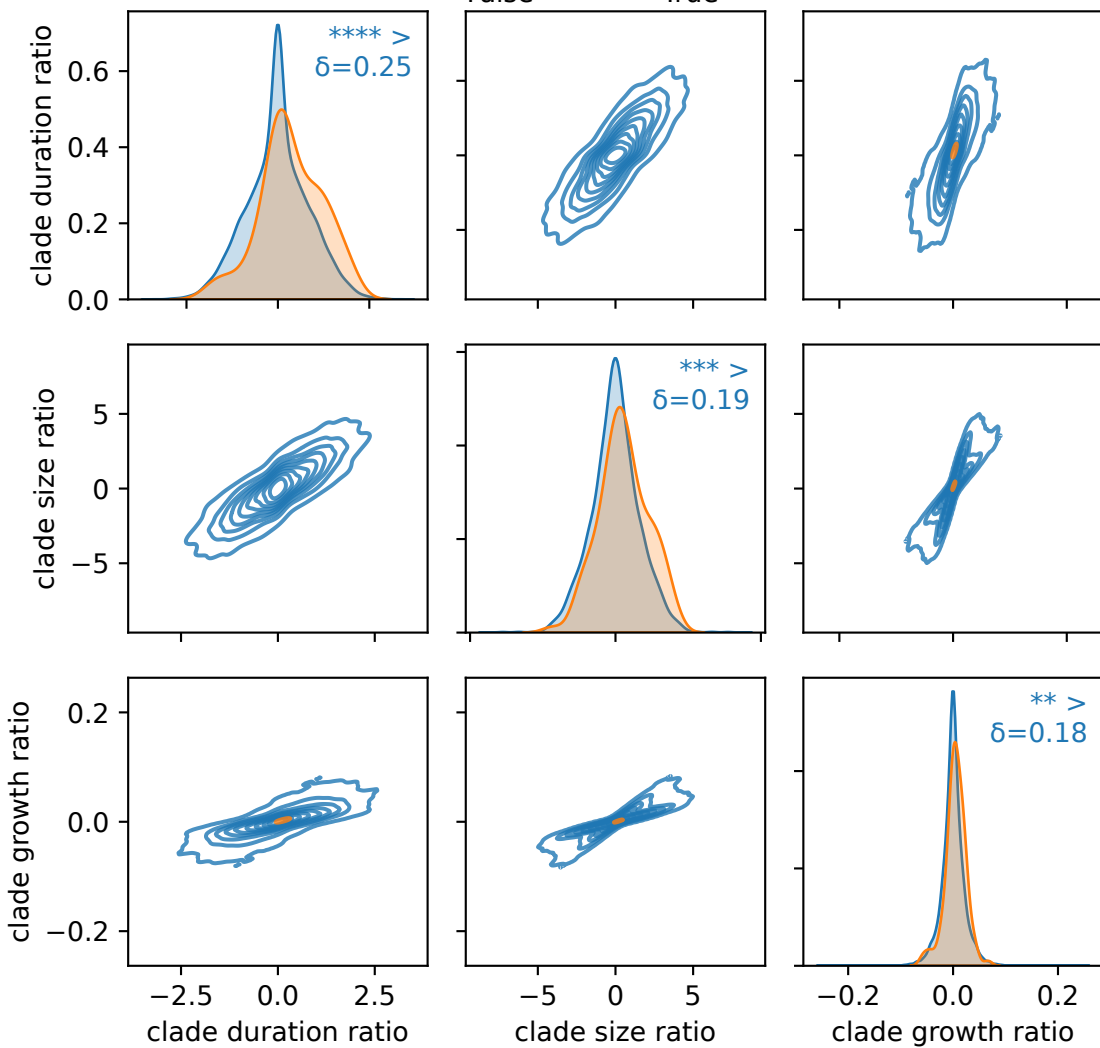 **** >
δ=0.25
clade duration ratio
0.6
0.4
0.2
0.0
*** >
δ=0.19
clade size ratio
5
0
−5
** >
δ=0.18
clade growth ratio
0.2
0.0
−0.2
−2.5 0.0 2.5
−5 0 5
−0.2 0.0 0.2
clade duration ratio
clade size ratio
clade growth ratio